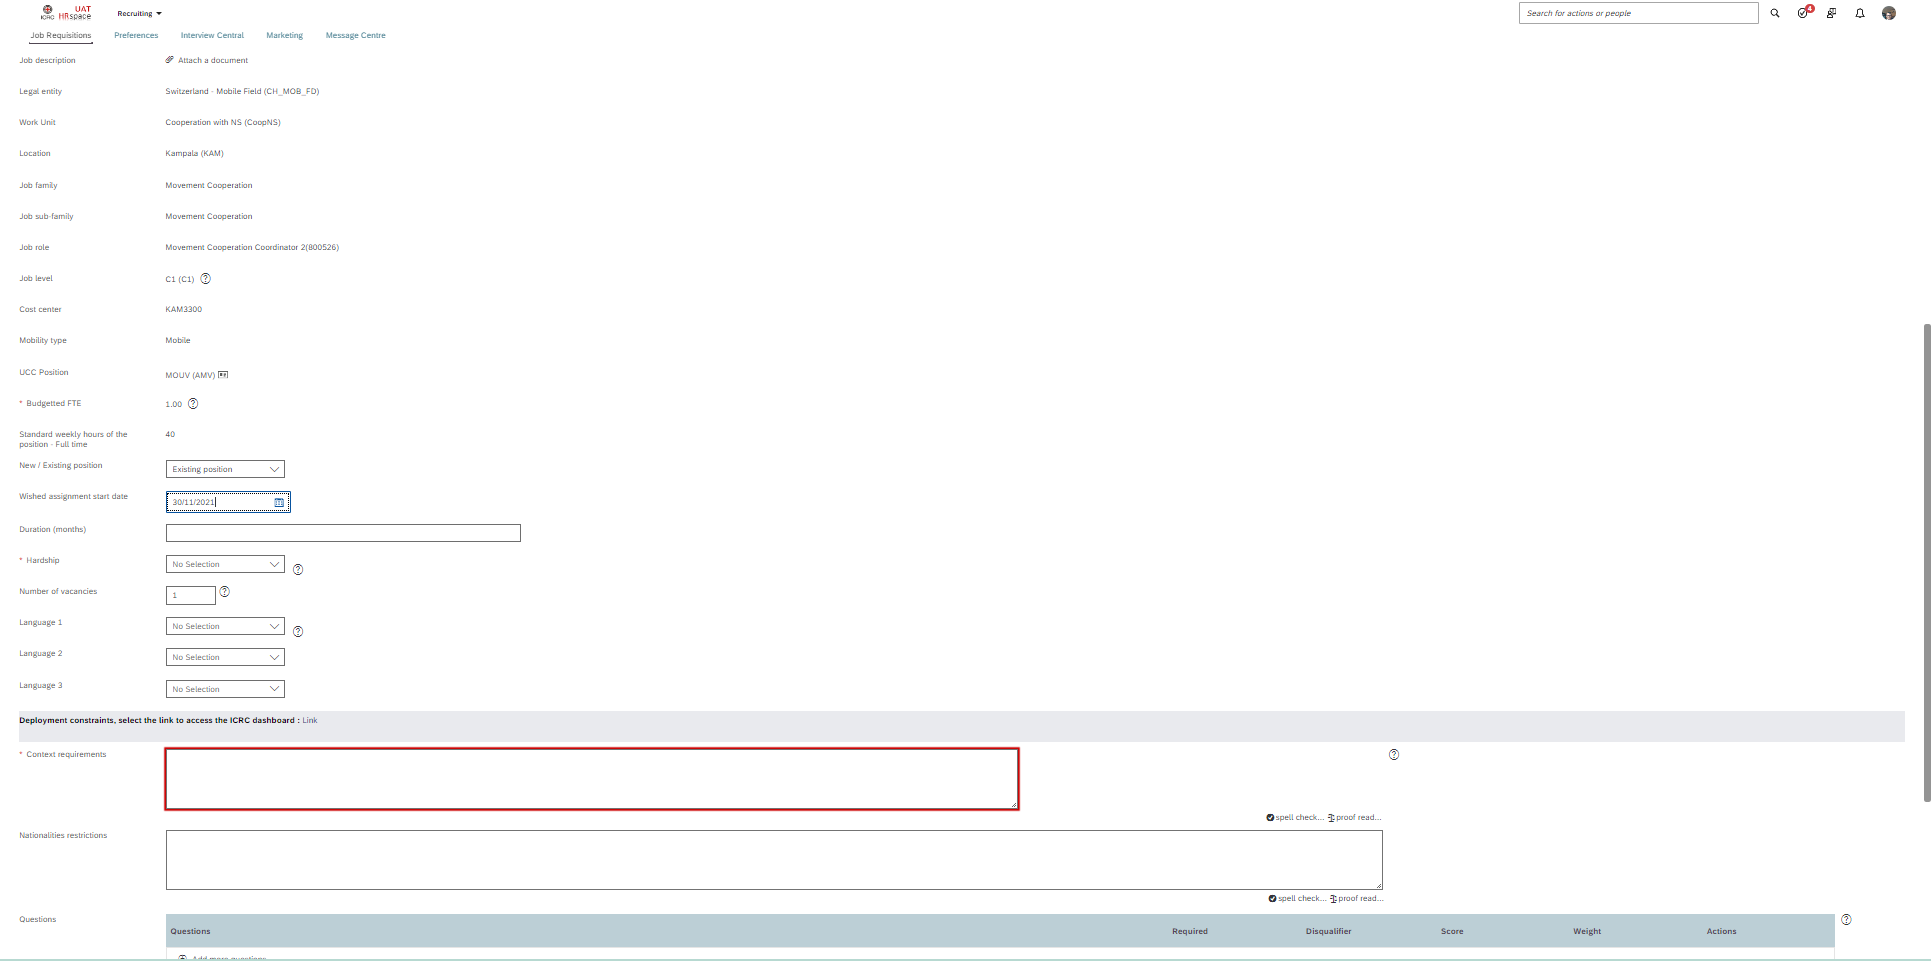 ICRC
UAT
HRspace
Recruiting
Search for actions or people
4
Job Requisitions
Preferences
Interview Central
Marketing
Message Centre
Job description
Attach a document
Legal entity
Switzerland - Mobile Field (CH_MOB_FD)
Work Unit
Cooperation with NS (CoopNS)
Location
Kampala (KAM)
Job family
Movement Cooperation
Job sub-family
Movement Cooperation
Job role
Movement Cooperation Coordinator 2(800526)
Job level
C1 (C1) ?
Cost center
KAM3300
Mobility type
Mobile
UCC Position
MOUV (AMV)
* Budgetted FTE
1.00 ?
Standard weekly hours of the
position - Full time
40
New / Existing position
Existing position
Wished assignment start date
30/11/2021
Duration (months)
* Hardship
No Selection ?
Number of vacancies
1 ?
Language 1
No Selection ?
Language 2
No Selection
Language 3
No Selection
Deployment constraints, select the link to access the ICRC dashboard : Link
* Context requirements
?
spell check... proof read...
Nationalities restrictions
spell check... proof read...
Questions
Questions
Required
Disqualifier
Score
Weight
Actions
?
Add more questions